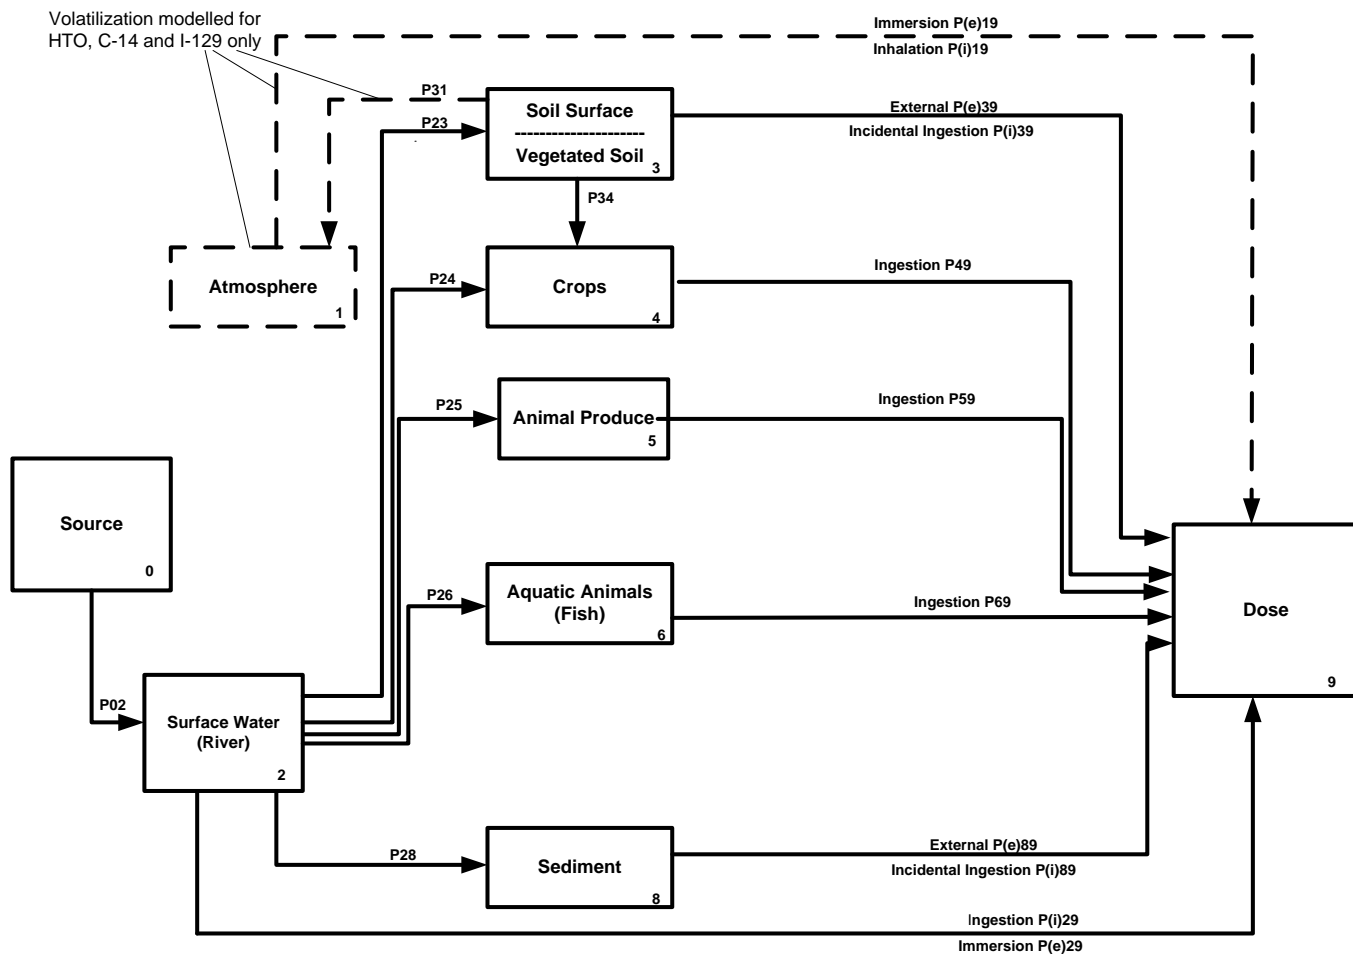 Volatilization modelled for
HTO, C-14 and I-129 only
Immersion P(e)19
Inhalation P(i)19
P31
P23
Soil Surface
---------------------
Vegetated Soil
3
External P(e)39
Incidental Ingestion P(i)39
P34
Atmosphere
1
P24
Crops
4
Ingestion P49
P25
Animal Produce
5
Ingestion P59
Source
0
P26
Aquatic Animals
(Fish)
6
Ingestion P69
Dose
9
P02
Surface Water
(River)
2
P28
Sediment
8
External P(e)89
Incidental Ingestion P(i)89
Ingestion P(i)29
Immersion P(e)29